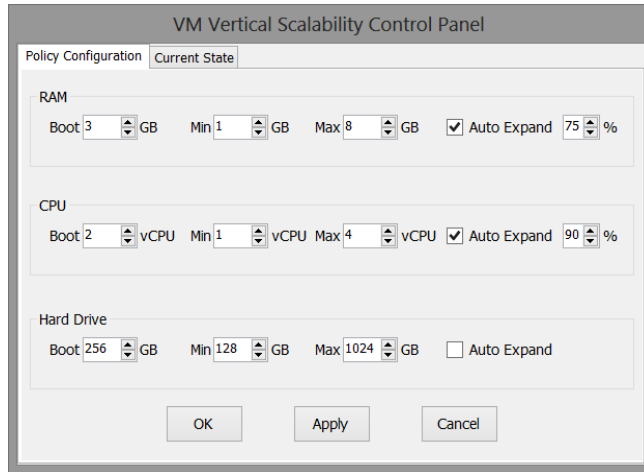 VM Vertical Scalability Control Panel
Policy Configuration Current State
RAM
Boot 3 GB Min 1 GB Max 8 GB Auto Expand 75 %
CPU
Boot 2 vCPU Min 1 vCPU Max 4 vCPU Auto Expand 90 %
Hard Drive
Boot 256 GB Min 128 GB Max 1024 GB Auto Expand
OK Apply Cancel